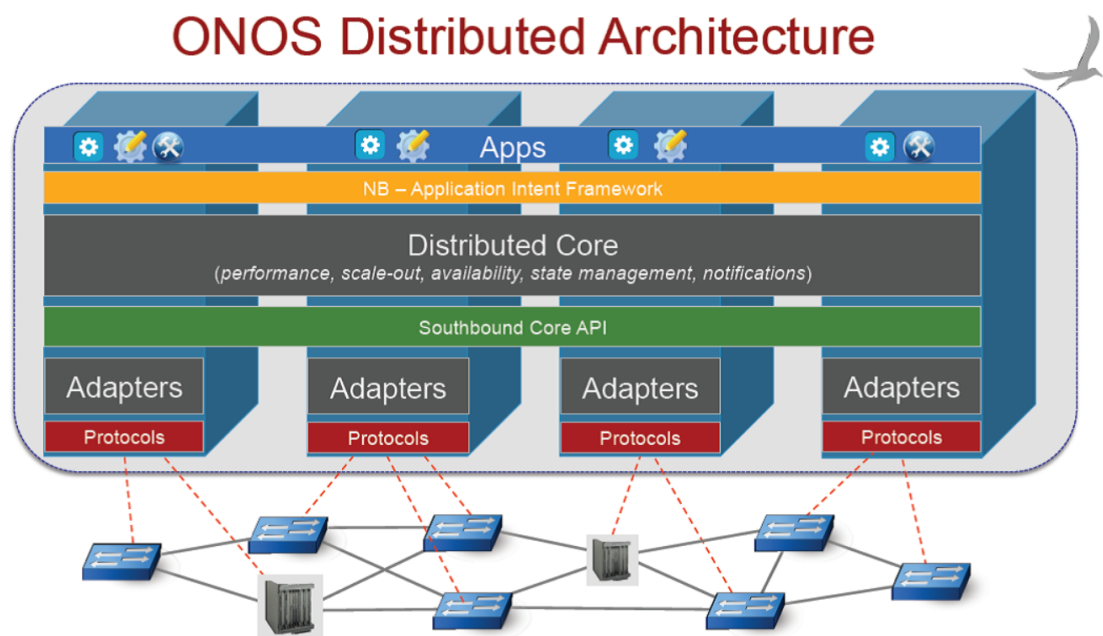 ONOS Distributed Architecture
Apps
NB – Application Intent Framework
Distributed Core
(performance, scale-out, availability, state management, notifications)
Southbound Core API
Adapters Adapters Adapters Adapters
Protocols Protocols Protocols Protocols